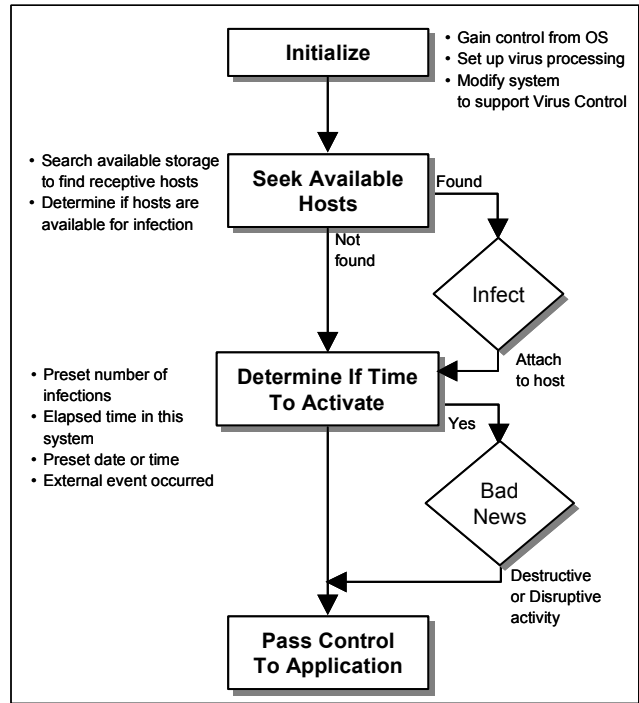 Initialize
• Gain control from OS
• Set up virus processing
• Modify system
to support Virus Control
• Search available storage
to find receptive hosts
• Determine if hosts are
available for infection
Seek Available
Hosts
Found
Not
found
Infect
Attach
to host
• Preset number of
infections
• Elapsed time in this
system
• Preset date or time
• External event occurred
Determine If Time
To Activate
Yes
Bad
News
Destructive
or Disruptive
activity
Pass Control
To Application